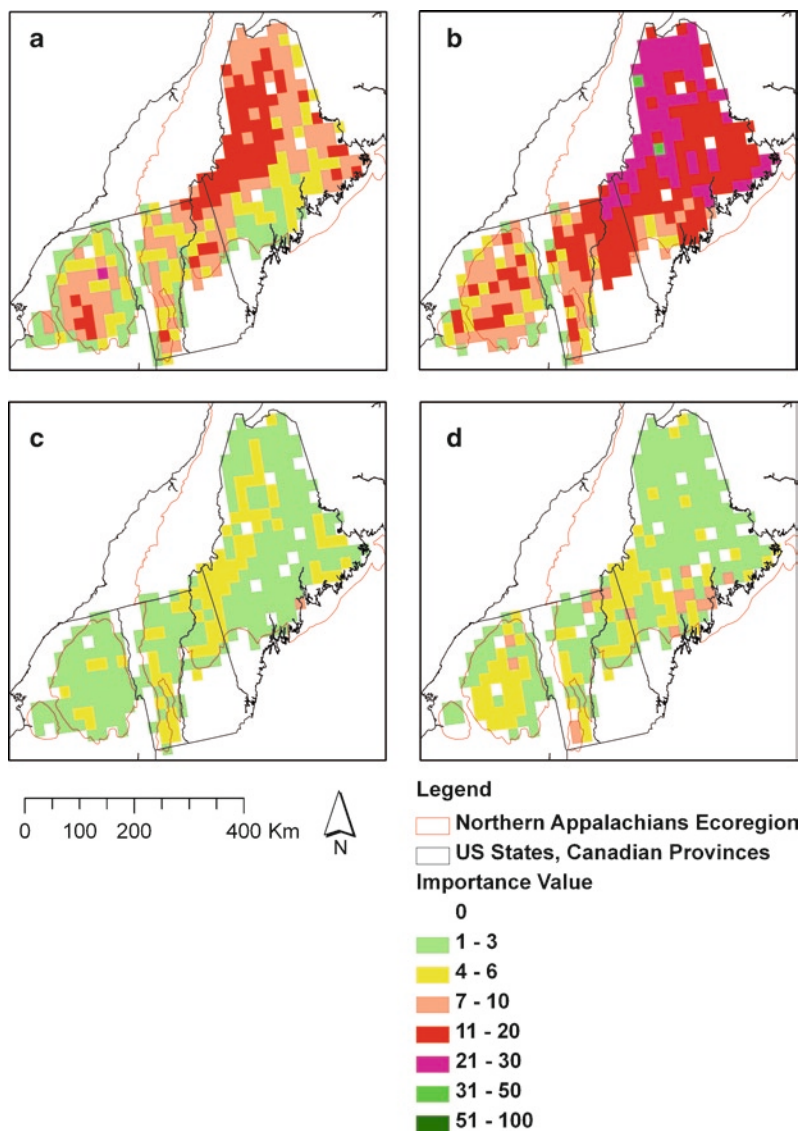 a
b
c
d
0 100 200 400 Km
N
Legend
Northern Appalachians Ecoregion
US States, Canadian Provinces
Importance Value
0
1 - 3
4 - 6
7 - 10
11 - 20
21 - 30
31 - 50
51 - 100